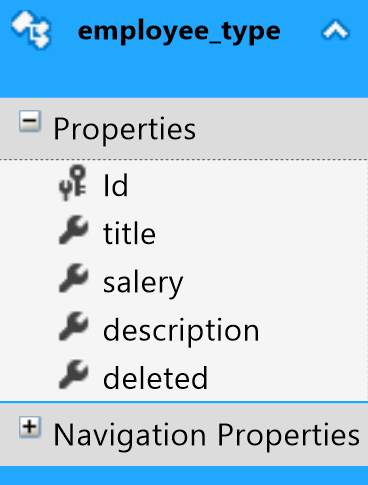 employee_type
Properties
Id
title
salery
description
deleted
Navigation Properties